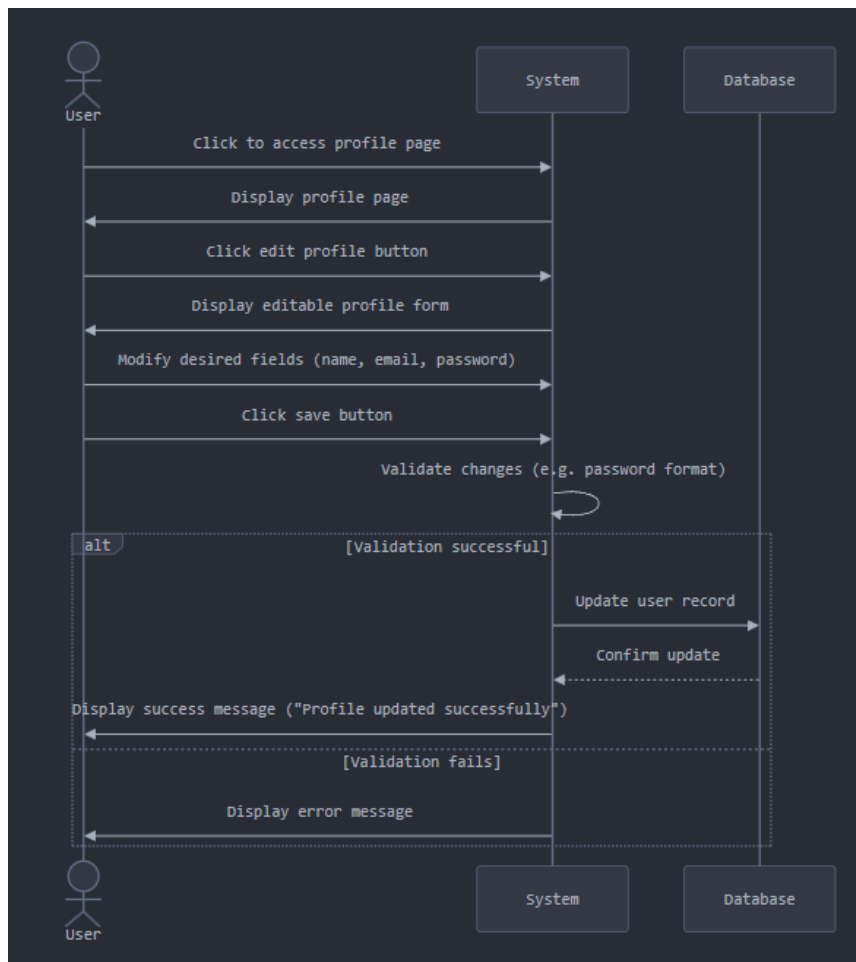 User
System
Database
Click to access profile page
Display profile page
Click edit profile button
Display editable profile form
Modify desired fields (name, email, password)
Click save button
Validate changes (e.g. password format)
alt
[Validation successful]
Update user record
Confirm update
Display success message ("Profile updated successfully")
[Validation fails]
Display error message
User
System
Database